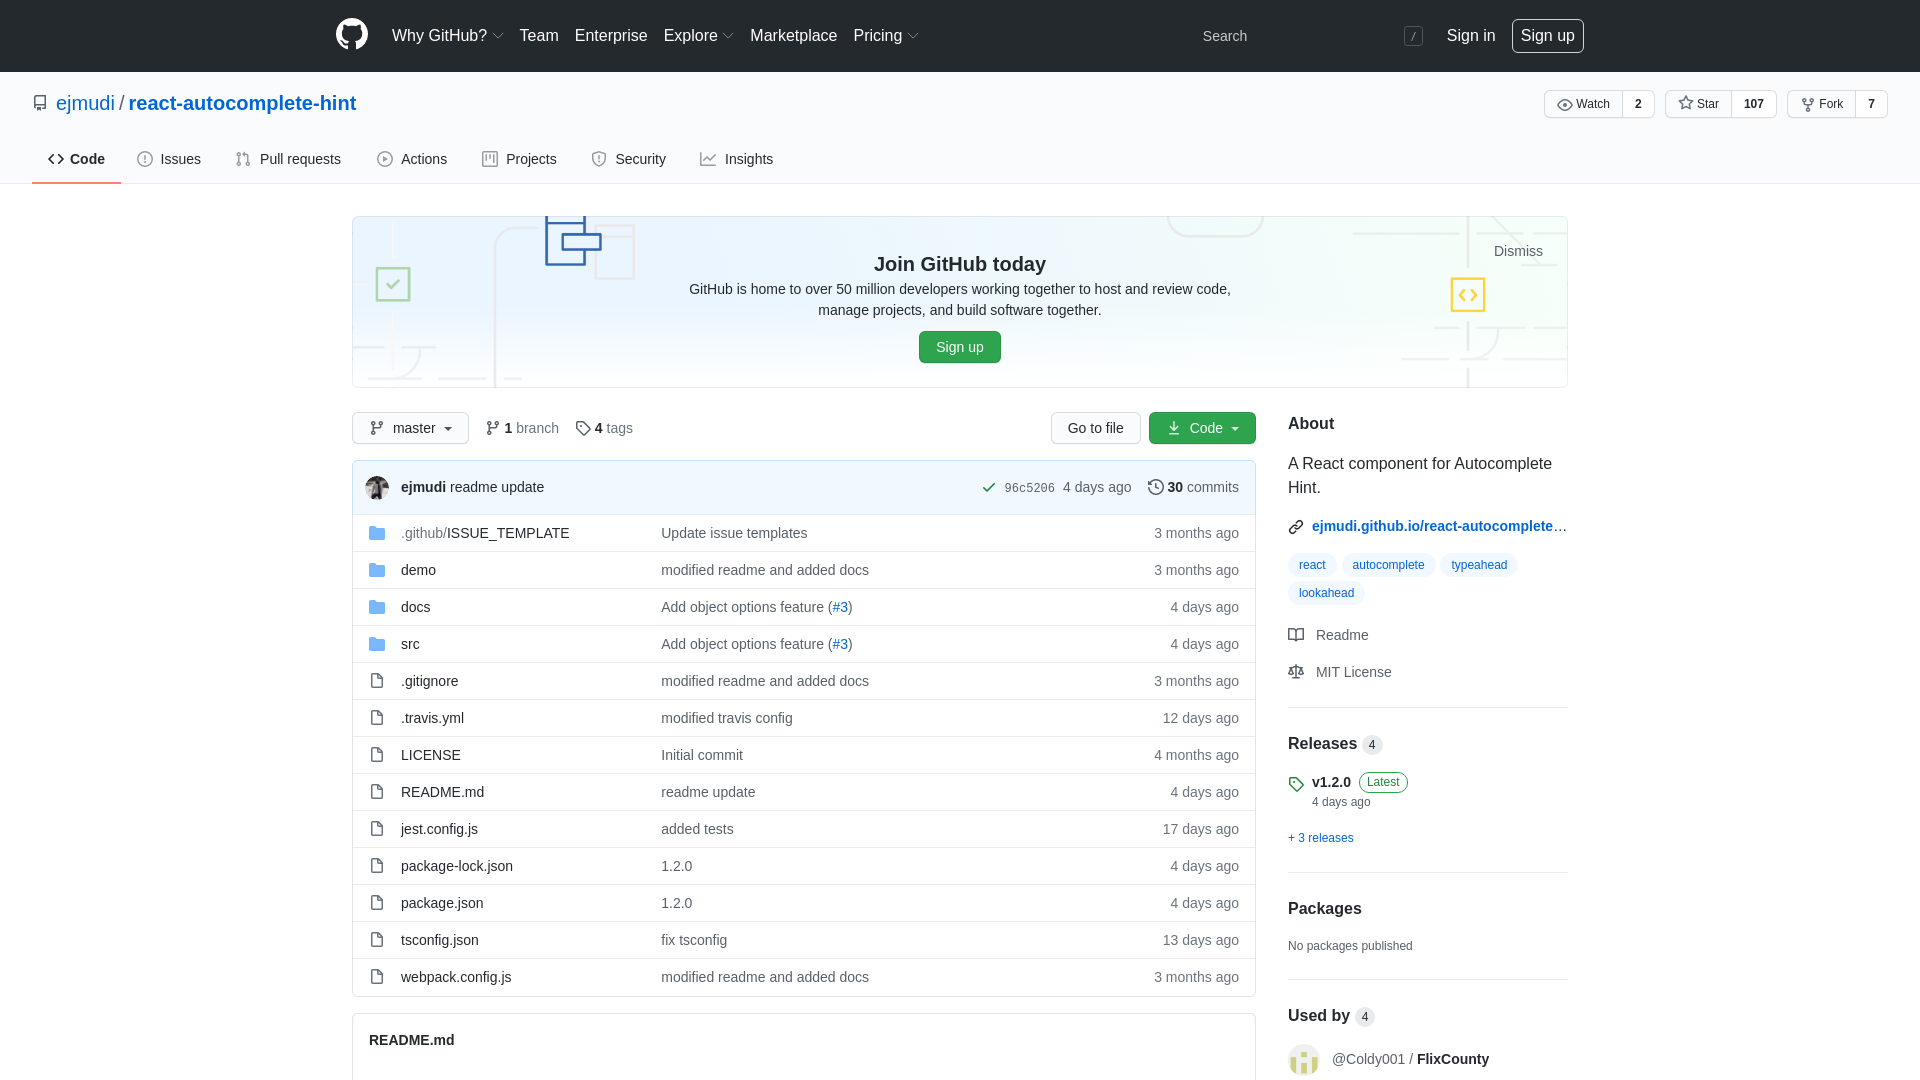 Why GitHub? Team Enterprise Explore Marketplace Pricing Search / Sign in Sign up
ejmudi / react-autocomplete-hint Watch 2 Star 107 Fork 7
Code Issues Pull requests Actions Projects Security Insights
Dismiss
Join GitHub today
GitHub is home to over 50 million developers working together to host and review code,
manage projects, and build software together.
Sign up
master 1 branch 4 tags Go to file Code
ejmudi readme update 96c5206 4 days ago 30 commits
.github/ISSUE_TEMPLATE Update issue templates 3 months ago
demo modified readme and added docs 3 months ago
docs Add object options feature (#3) 4 days ago
src Add object options feature (#3) 4 days ago
.gitignore modified readme and added docs 3 months ago
.travis.yml modified travis config 12 days ago
LICENSE Initial commit 4 months ago
README.md readme update 4 days ago
jest.config.js added tests 17 days ago
package-lock.json 1.2.0 4 days ago
package.json 1.2.0 4 days ago
tsconfig.json fix tsconfig 13 days ago
webpack.config.js modified readme and added docs 3 months ago
README.md
About
A React component for Autocomplete
Hint.
ejmudi.github.io/react-autocomplete…
react autocomplete typeahead
lookahead
Readme
MIT License
Releases 4
v1.2.0 Latest
4 days ago
+ 3 releases
Packages
No packages published
Used by 4
@Coldy001 / FlixCounty